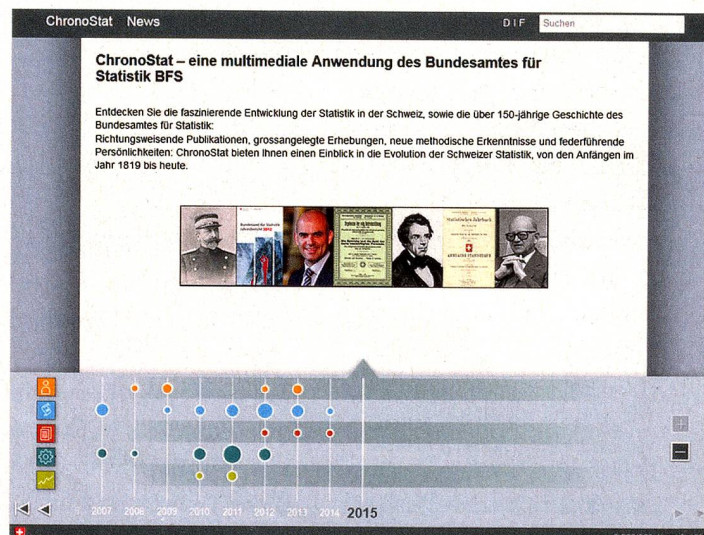 ChronoStat News
D I F
Suchen
ChronoStat – eine multimediale Anwendung des Bundesamtes für
Statistik BFS
Entdecken Sie die faszinierende Entwicklung der Statistik in der Schweiz, sowie die über 150-jährige Geschichte des
Bundesamtes für Statistik:
Richtungsweisende Publikationen, grossangelegte Erhebungen, neue methodische Erkenntnisse und federführende
Persönlichkeiten: ChronoStat bieten Ihnen einen Einblick in die Evolution der Schweizer Statistik, von den Anfängen im
Jahr 1819 bis heute.
2012
Statistisches Jahrbuch
2007 2008 2009 2010 2011 2012 2013 2014 2015